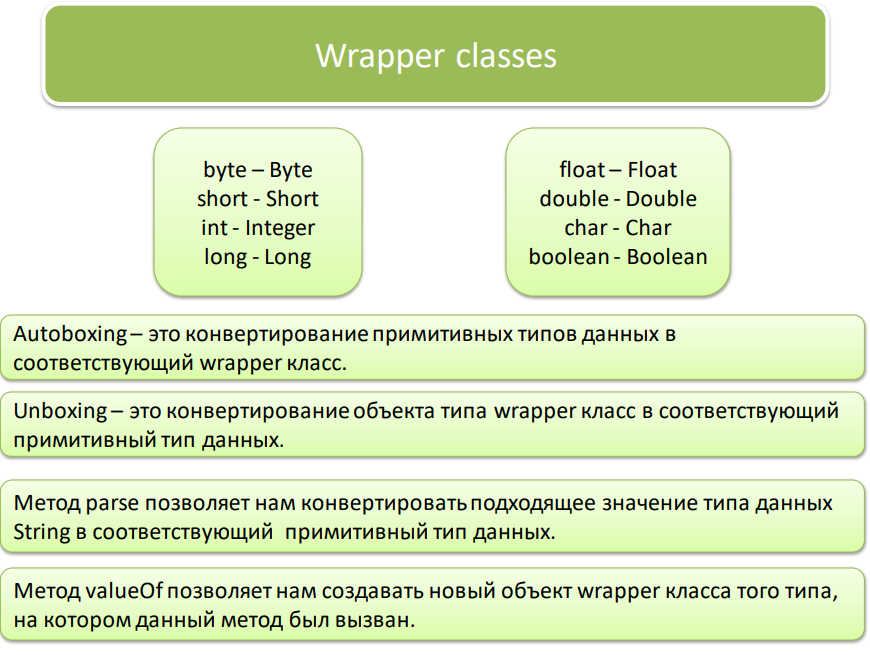 Wrapper classes
byte – Byte
short - Short
int - Integer
long - Long
float – Float
double - Double
char - Char
boolean - Boolean
Autoboxing – это конвертирование примитивных типов данных в
соответствующий wrapper класс.
Unboxing – это конвертирование объекта типа wrapper класс в соответствующий
примитивный тип данных.
Метод parse позволяет нам конвертировать подходящее значение типа данных
String в соответствующий примитивный тип данных.
Метод valueOf позволяет нам создавать новый объект wrapper класса того типа,
на котором данный метод был вызван.